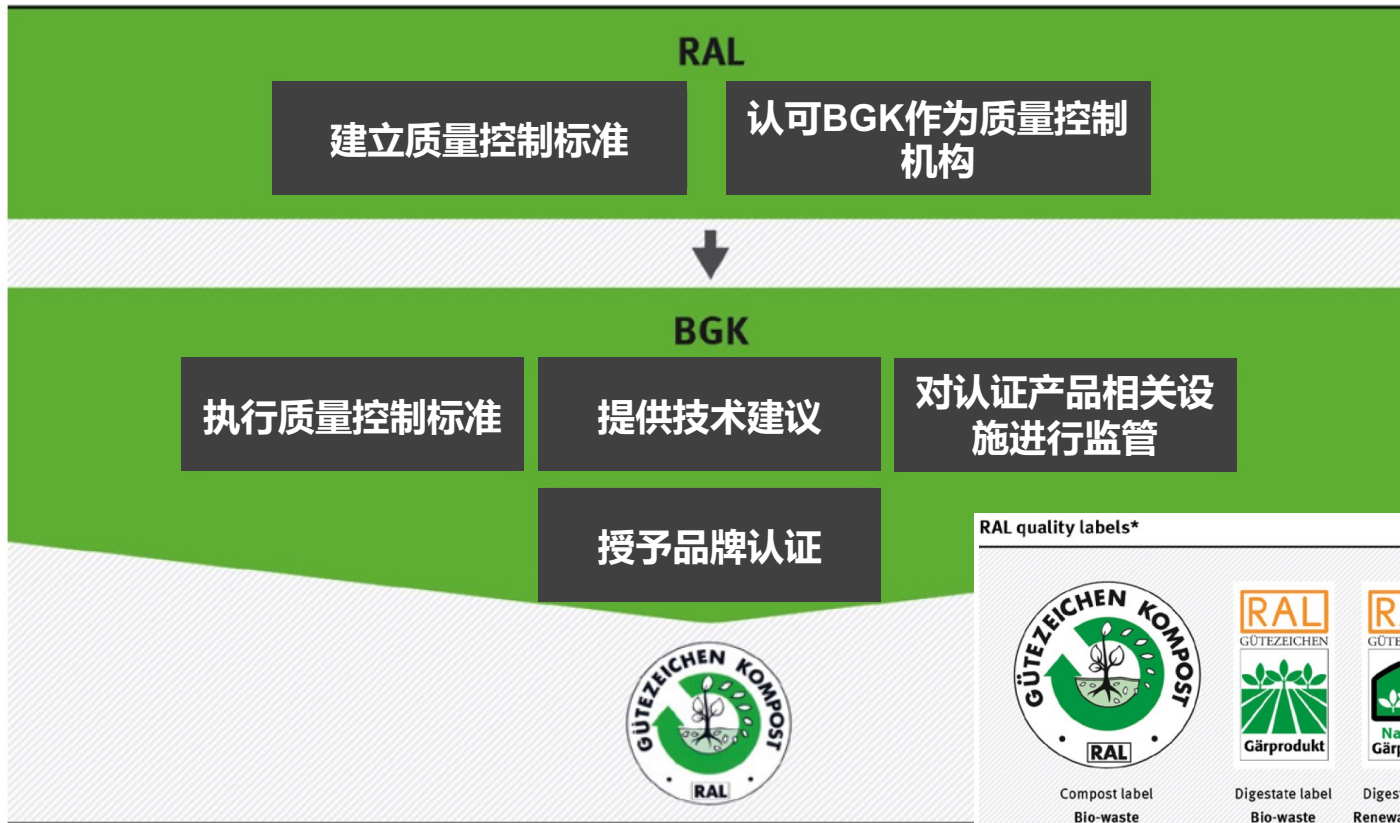 RAL
建立质量控制标准
认可BGK作为质量控制
机构
BGK
执行质量控制标准
提供技术建议
对认证产品相关设
施进行监管
授予品牌认证
GÜTEZEICHEN KOMPOST
RAL
RAL quality labels*
GÜTEZEICHEN KOMPOST
RAL
Compost label
Bio-waste
RAL
GÜTEZEICHEN
Gärprodukt
Digestate label
Bio-waste